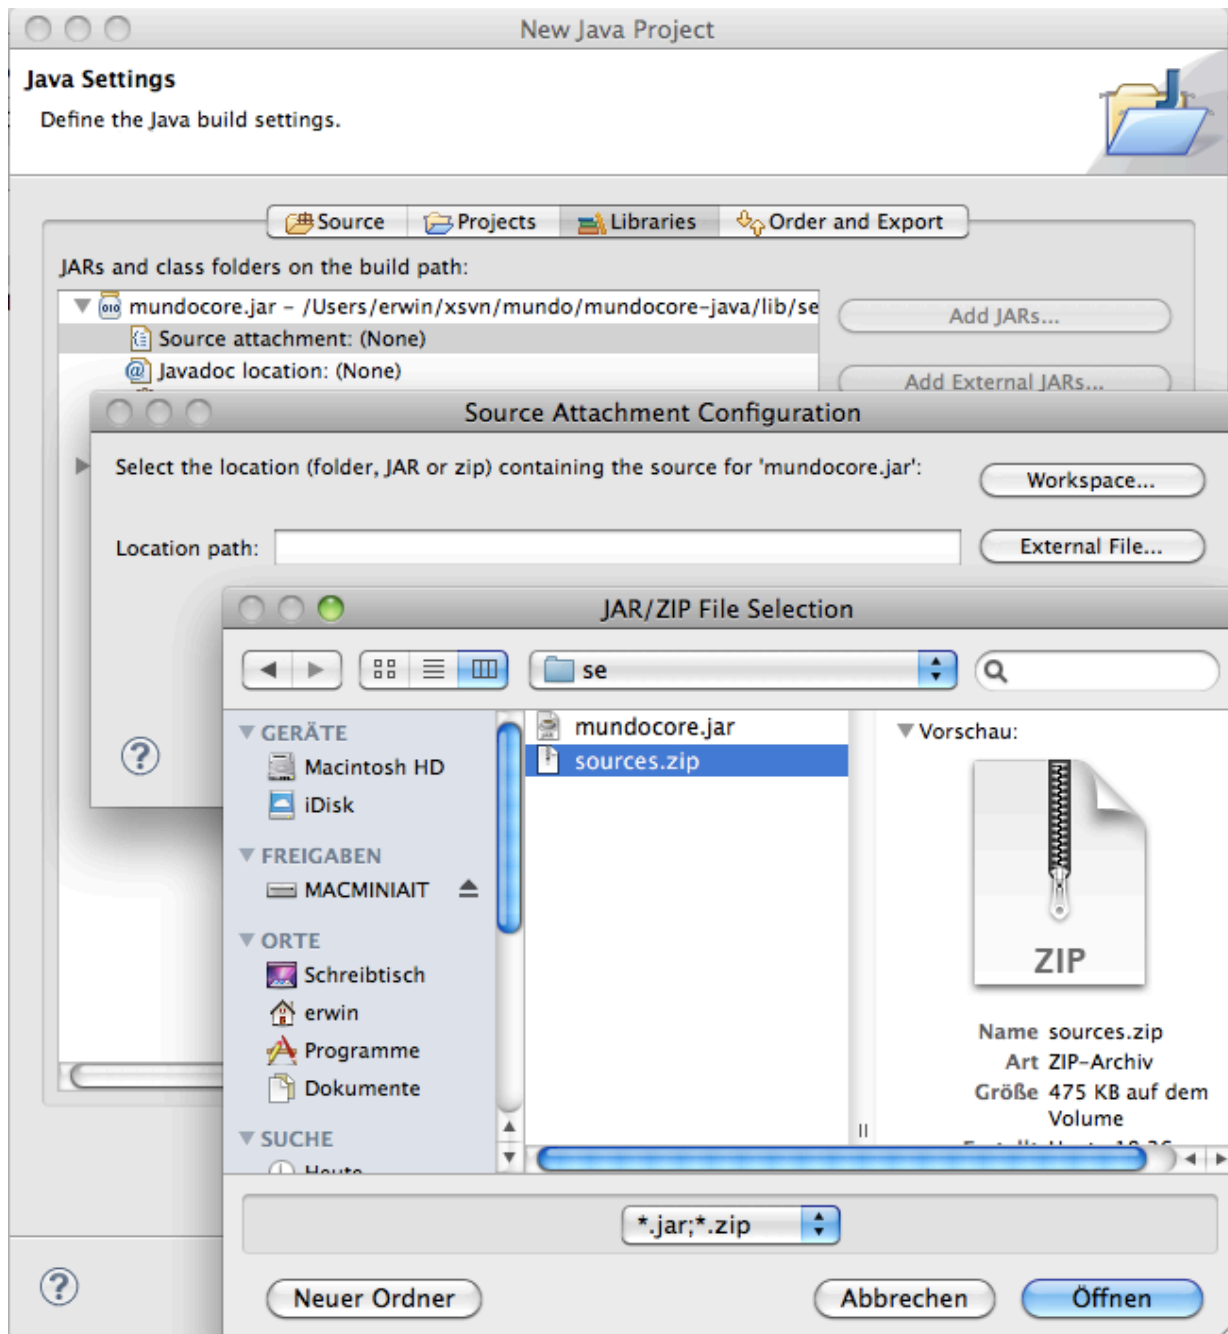 New Java Project
Java Settings
Define the Java build settings.
Source
Projects
Libraries
Order and Export
JARs and class folders on the build path:
mundocore.jar – /Users/erwin/xsvn/mundo/mundocore-java/lib/se
Add JARs...
Source attachment: (None)
Javadoc location: (None)
Add External JARs...
Source Attachment Configuration
Select the location (folder, JAR or zip) containing the source for 'mundocore.jar':
Workspace...
Location path:
External File...
JAR/ZIP File Selection
se
GERÄTE
Macintosh HD
iDisk
FREIGABEN
MACMINIAIT
ORTE
Schreibtisch
erwin
Programme
Dokumente
SUCHE
Heute
mundocore.jar
sources.zip
Vorschau:
ZIP
Name sources.zip
Art ZIP-Archiv
Größe 475 KB auf dem
Volume
*.jar;*.zip
Neuer Ordner
Abbrechen
Öffnen